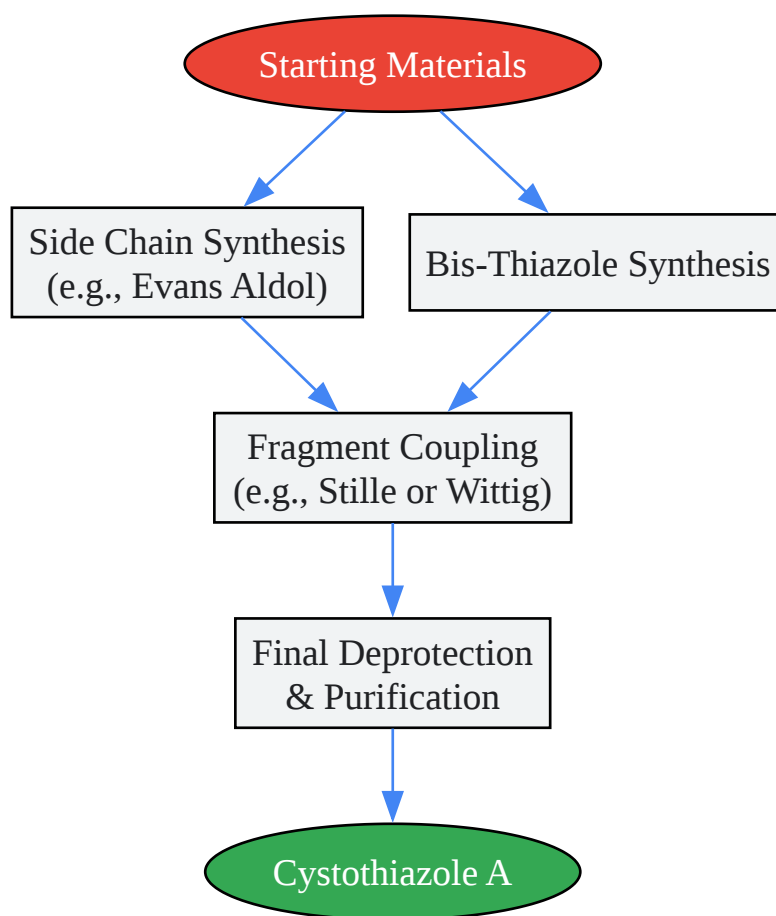 Starting Materials
Side Chain Synthesis
(e.g., Evans Aldol)
Bis-Thiazole Synthesis
Fragment Coupling
(e.g., Stille or Wittig)
Final Deprotection
& Purification
Cystothiazole A